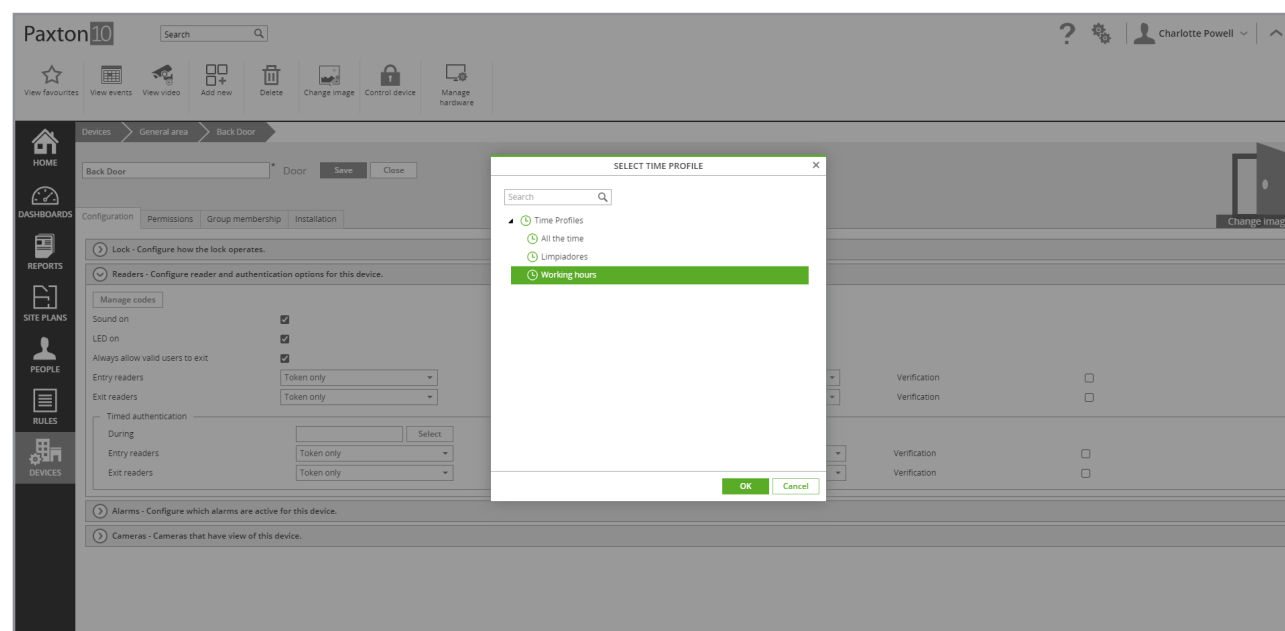 Paxton10
Search
Charlotte Powell
View favourites
View events
View video
Add new
Delete
Change image
Control device
Manage
hardware
Devices
General area
Back Door
HOME
DASHBOARDS
REPORTS
SITE PLANS
PEOPLE
RULES
DEVICES
Back Door
* Door
Save
Close
Change imag
Configuration
Permissions
Group membership
Installation
Lock - Configure how the lock operates.
Readers - Configure reader and authentication options for this device.
Manage codes
Sound on
LED on
Always allow valid users to exit
Entry readers Token only Verification
Exit readers Token only Verification
Timed authentication
During Select
Entry readers Token only Verification
Exit readers Token only Verification
Alarms - Configure which alarms are active for this device.
Cameras - Cameras that have view of this device.
SELECT TIME PROFILE
Search
Time Profiles
All the time
Limpiadores
Working hours
OK
Cancel